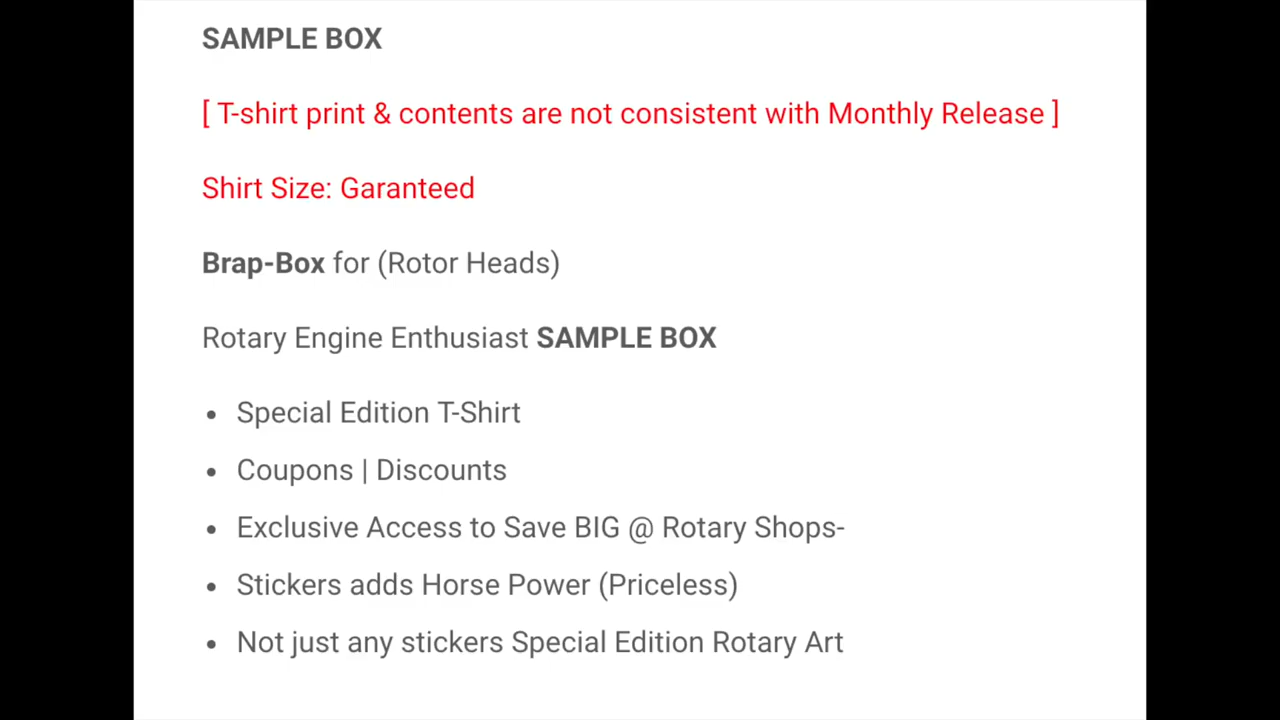 SAMPLE BOX
[ T-shirt print & contents are not consistent with Monthly Release ]
Shirt Size: Garanteed
Brap-Box for (Rotor Heads)
Rotary Engine Enthusiast SAMPLE BOX
• Special Edition T-Shirt
• Coupons | Discounts
• Exclusive Access to Save BIG @ Rotary Shops-
• Stickers adds Horse Power (Priceless)
• Not just any stickers Special Edition Rotary Art